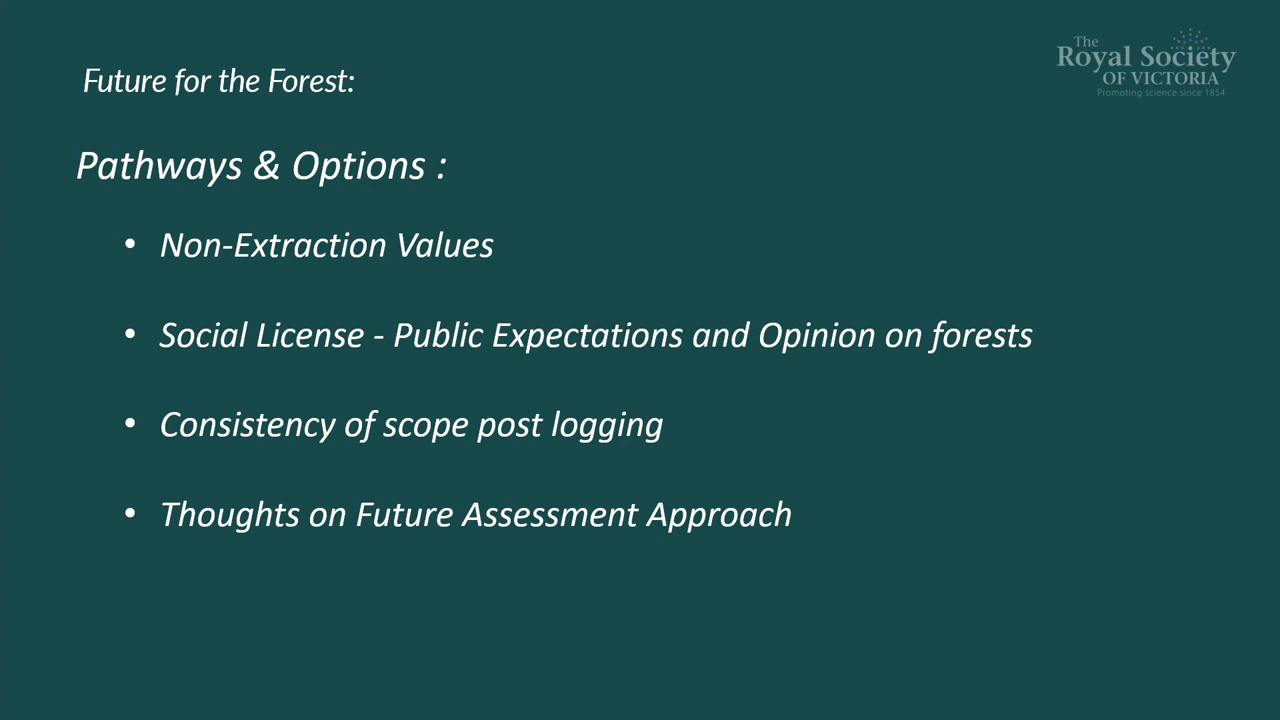 The
Royal Society
OF VICTORIA
Promoting science since 1854
Future for the Forest:
Pathways & Options :
• Non-Extraction Values
• Social License - Public Expectations and Opinion on forests
• Consistency of scope post logging
• Thoughts on Future Assessment Approach